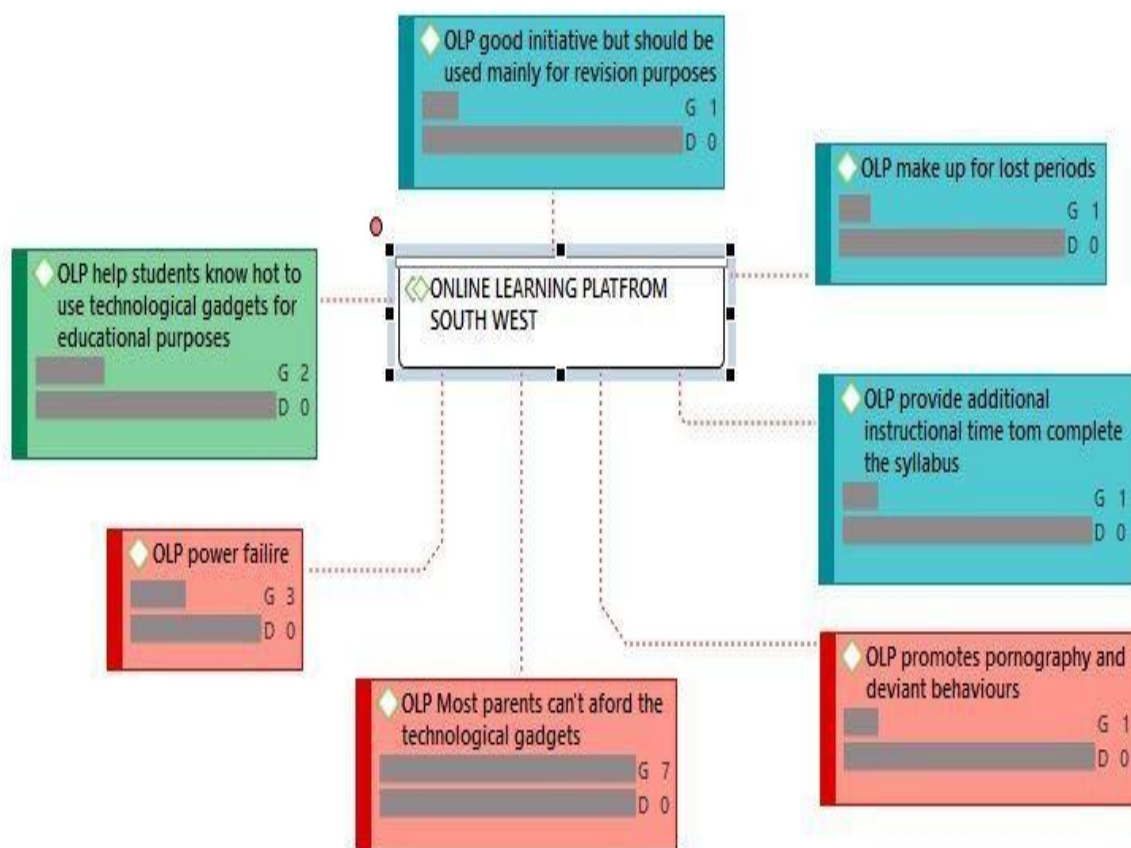 OLP good initiative but should be
used mainly for revision purposes
G 1
D 0
OLP make up for lost periods
G 1
D 0
OLP help students know hot to
use technological gadgets for
educational purposes
G 2
D 0
ONLINE LEARNING PLATFROM
SOUTH WEST
OLP provide additional
instructional time tom complete
the syllabus
G 1
D 0
OLP power failire
G 3
D 0
OLP promotes pornography and
deviant behaviours
G 1
D 0
OLP Most parents can't aford the
technological gadgets
G 7
D 0